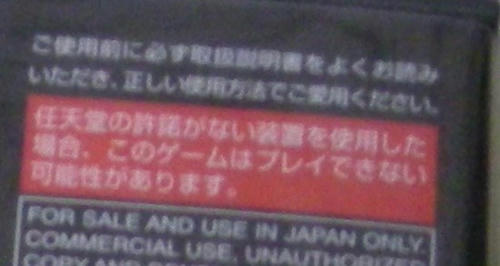 ご使用前に必ず取扱説明書をよくお読み
いただき、正しい使用方法でご愛用ください。
任天堂の許諾がない装置を使用した
場合、このゲームはプレイできない
可能性があります。
FOR SALE AND USE IN JAPAN ONLY.
COMMERCIAL USE, UNAUTHORIZED
COPY AND